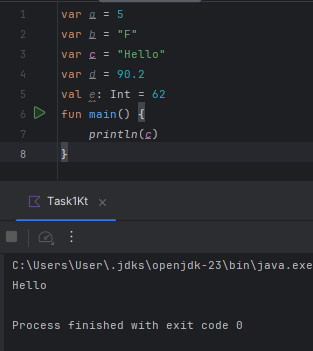 1 var a = 5
2 var b = "F"
3 var c = "Hello"
4 var d = 90.2
5 val e: Int = 62
6 fun main() {
7 println(c)
8 }
Task1Kt
C:\Users\User\.jdks\openjdk-23\bin\java.exe
Hello
Process finished with exit code 0